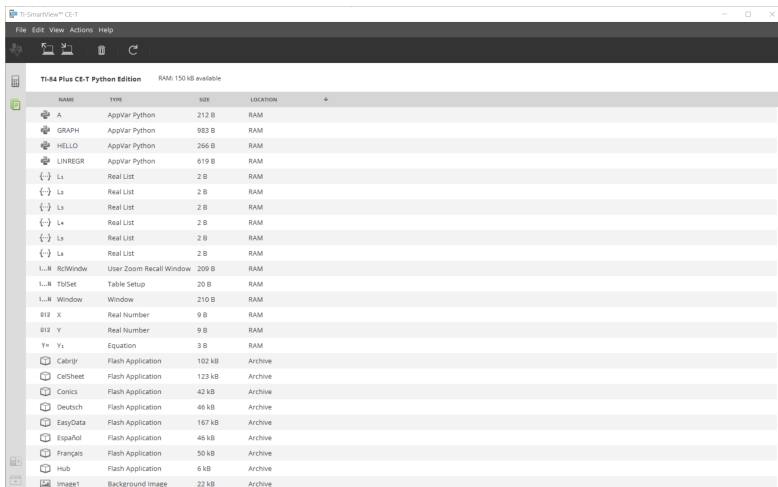 TI-SmartView™ CE-T
File Edit View Actions Help
TI-84 Plus CE-T Python Edition RAM: 150 kB available
NAME TYPE SIZE LOCATION
A AppVar Python 212 B RAM
GRAPH AppVar Python 983 B RAM
HELLO AppVar Python 266 B RAM
LINREGR AppVar Python 619 B RAM
{···} L₁ Real List 2 B RAM
{···} L₂ Real List 2 B RAM
{···} L₃ Real List 2 B RAM
{···} L₄ Real List 2 B RAM
{···} L₅ Real List 2 B RAM
{···} L₆ Real List 2 B RAM
1...N RclWindw User Zoom Recall Window 209 B RAM
1...N TblSet Table Setup 20 B RAM
1...N Window Window 210 B RAM
012 X Real Number 9 B RAM
012 Y Real Number 9 B RAM
Y= Y₁ Equation 3 B RAM
CabriJr Flash Application 102 kB Archive
CelSheet Flash Application 123 kB Archive
Conics Flash Application 42 kB Archive
Deutsch Flash Application 46 kB Archive
EasyData Flash Application 167 kB Archive
Español Flash Application 46 kB Archive
Français Flash Application 50 kB Archive
Hub Flash Application 6 kB Archive
Image1 Background Image 22 kB Archive